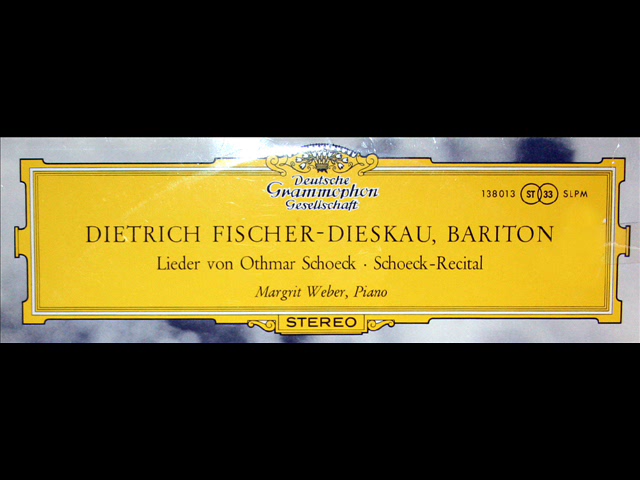 Deutsche
Grammophon
Gesellschaft
138013 ST 33 SLPM
DIETRICH FISCHER-DIESKAU, BARITON
Lieder von Othmar Schoeck · Schoeck-Recital
Margrit Weber, Piano
STEREO